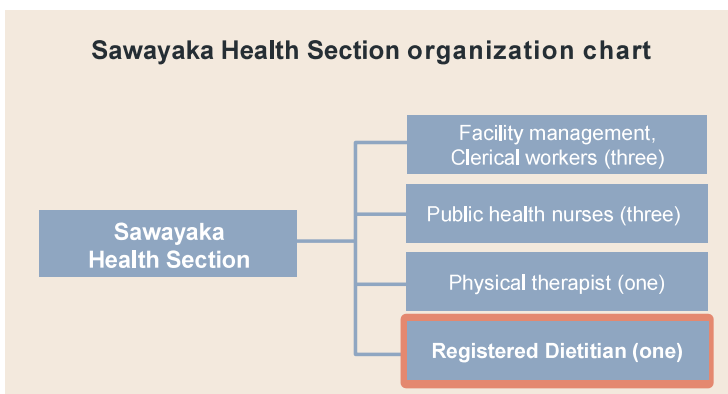 Sawayaka Health Section organization chart
Sawayaka
Health Section
Facility management,
Clerical workers (three)
Public health nurses (three)
Physical therapist (one)
Registered Dietitian (one)